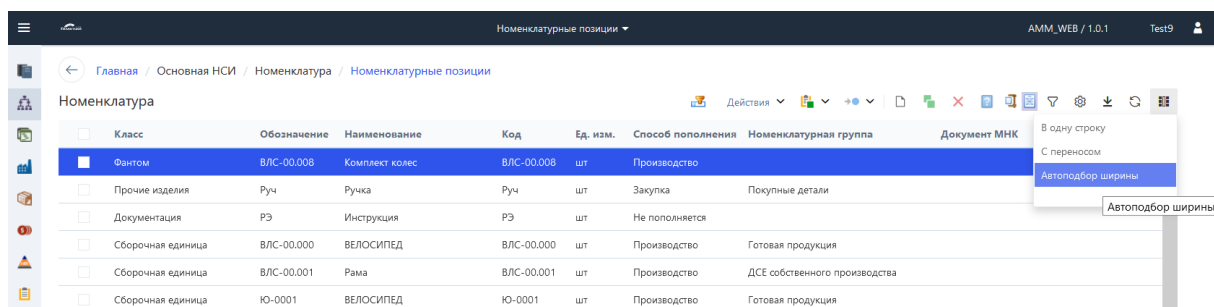 Номенклатурные позиции
AMM_WEB / 1.0.1
Test9
Главная / Основная НСИ / Номенклатура / Номенклатурные позиции
Номенклатура
Действия
Класс Обозначение Наименование Код Ед. изм. Способ пополнения Номенклатурная группа Документ МНК
Фантом ВЛС-00.008 Комплект колес ВЛС-00.008 шт Производство
Прочие изделия Руч Ручка Руч шт Закупка Покупные детали
Документация РЭ Инструкция РЭ шт Не пополняется
Сборочная единица ВЛС-00.000 ВЕЛОСИПЕД ВЛС-00.000 шт Производство Готовая продукция
Сборочная единица ВЛС-00.001 Рама ВЛС-00.001 шт Производство ДСЕ собственного производства
Сборочная единица Ю-0001 ВЕЛОСИПЕД Ю-0001 шт Производство Готовая продукция
В одну строку
С переносом
Автоподбор ширины
Автоподбор ширины